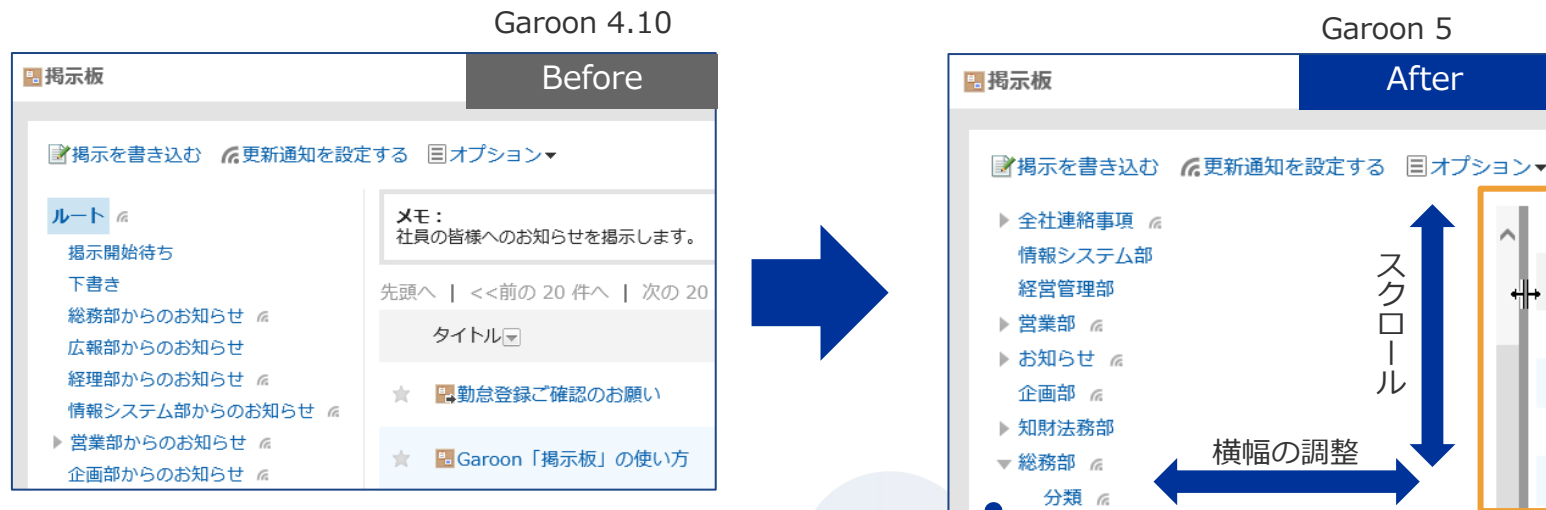 Garoon 4.10
掲示板
Before
掲示を書き込む 更新通知を設定する オプション
ルート
掲示開始待ち
下書き
総務部からのお知らせ
広報部からのお知らせ
経理部からのお知らせ
情報システム部からのお知らせ
営業部からのお知らせ
企画部からのお知らせ
メモ：
社員の皆様へのお知らせを掲示します。
先頭へ | <<前の 20 件へ | 次の 20
タイトル
勤怠登録ご確認のお願い
Garoon「掲示板」の使い方
Garoon 5
掲示板
After
掲示を書き込む 更新通知を設定する オプション
全社連絡事項
情報システム部
経営管理部
営業部
お知らせ
企画部
知財法務部
総務部
分類
スクロール
横幅の調整